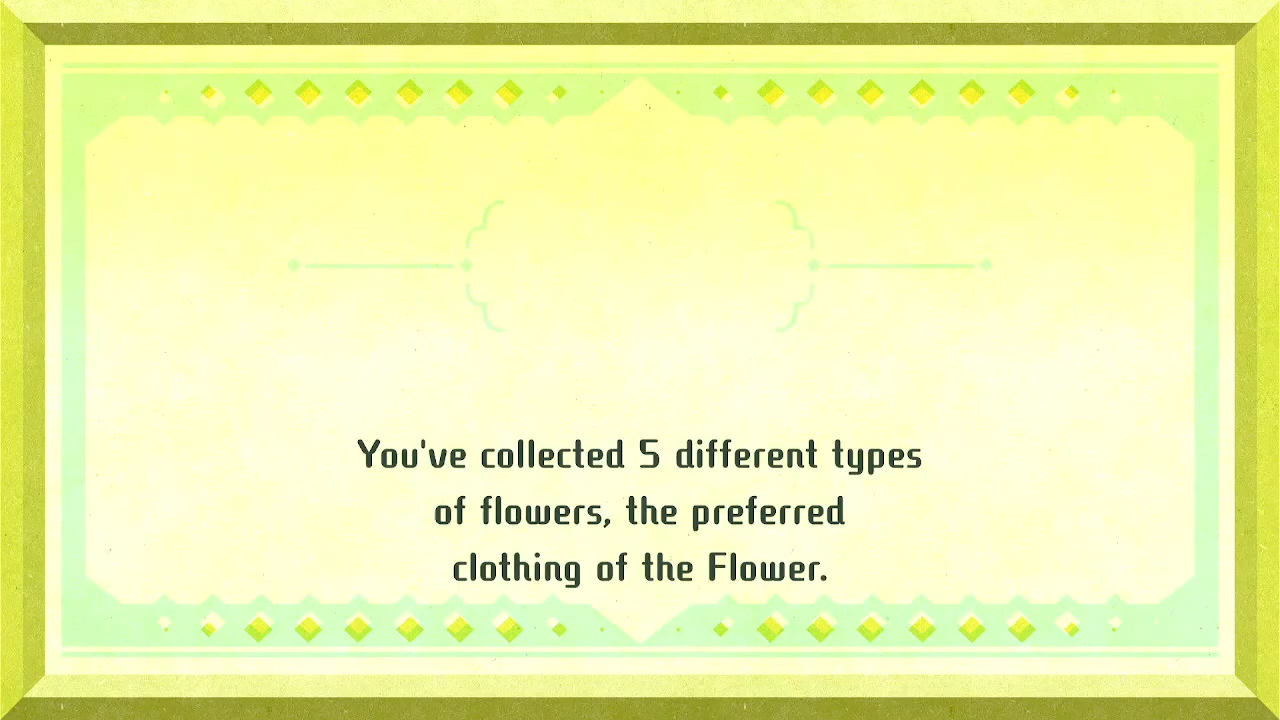 You've collected 5 different types
of flowers, the preferred
clothing of the Flower.